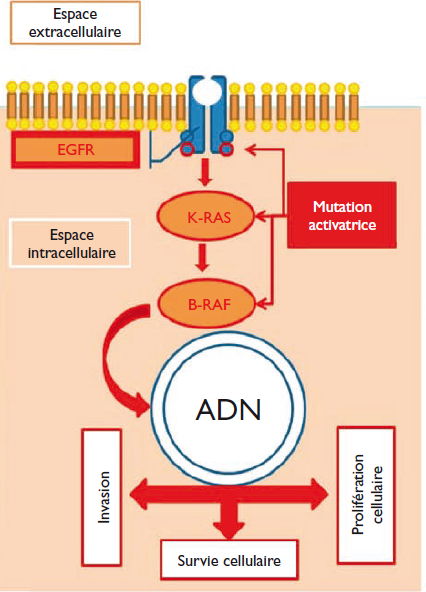 Espace
extracellulaire
EGFR
K-RAS
Mutation
activatrice
Espace
intracellulaire
B-RAF
ADN
Invasion
Survie cellulaire
Prolifération
cellulaire